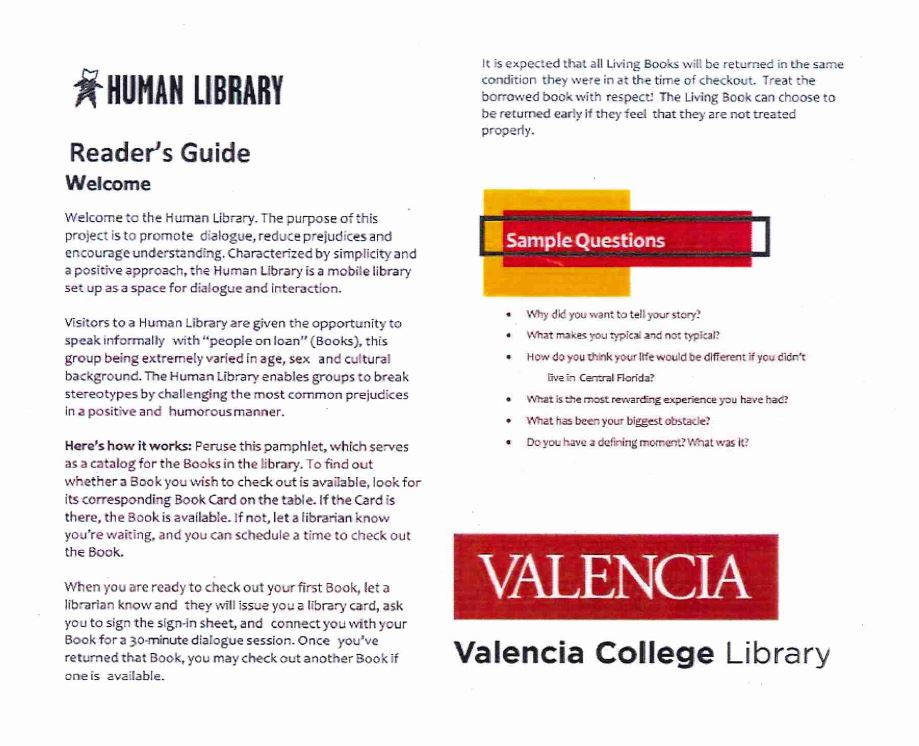 HUMAN LIBRARY
Reader's Guide
Welcome
Welcome to the Human Library. The purpose of this
project is to promote dialogue, reduce prejudices and
encourage understanding. Characterized by simplicity and
a positive approach, the Human Library is a mobile library
set up as a space for dialogue and interaction.
Visitors to a Human Library are given the opportunity to
speak informally with "people on loan" (Books), this
group being extremely varied in age, sex and cultural
background. The Human Library enables groups to break
stereotypes by challenging the most common prejudices
in a positive and humorous manner.
Here's how it works: Peruse this pamphlet, which serves
as a catalog for the Books in the library. To find out
whether a Book you wish to check out is available, look for
its corresponding Book Card on the table. If the Card is
there, the Book is available. If not, let a librarian know
you're waiting, and you can schedule a time to check out
the Book.
When you are ready to check out your first Book, let a
librarian know and they will issue you a library card, ask
you to sign the sign-in sheet, and connect you with your
Book for a 30-minute dialogue session. Once you've
returned that Book, you may check out another Book if
one is available.
It is expected that all Living Books will be returned in the same
condition they were in at the time of checkout. Treat the
borrowed book with respect! The Living Book can choose to
be returned early if they feel that they are not treated
properly.
Sample Questions
• Why did you want to tell your story?
• What makes you typical and not typical?
• How do you think your life would be different if you didn't
live in Central Florida?
• What is the most rewarding experience you have had?
• What has been your biggest obstacle?
• Do you have a defining moment? What was it?
VALENCIA
Valencia College Library